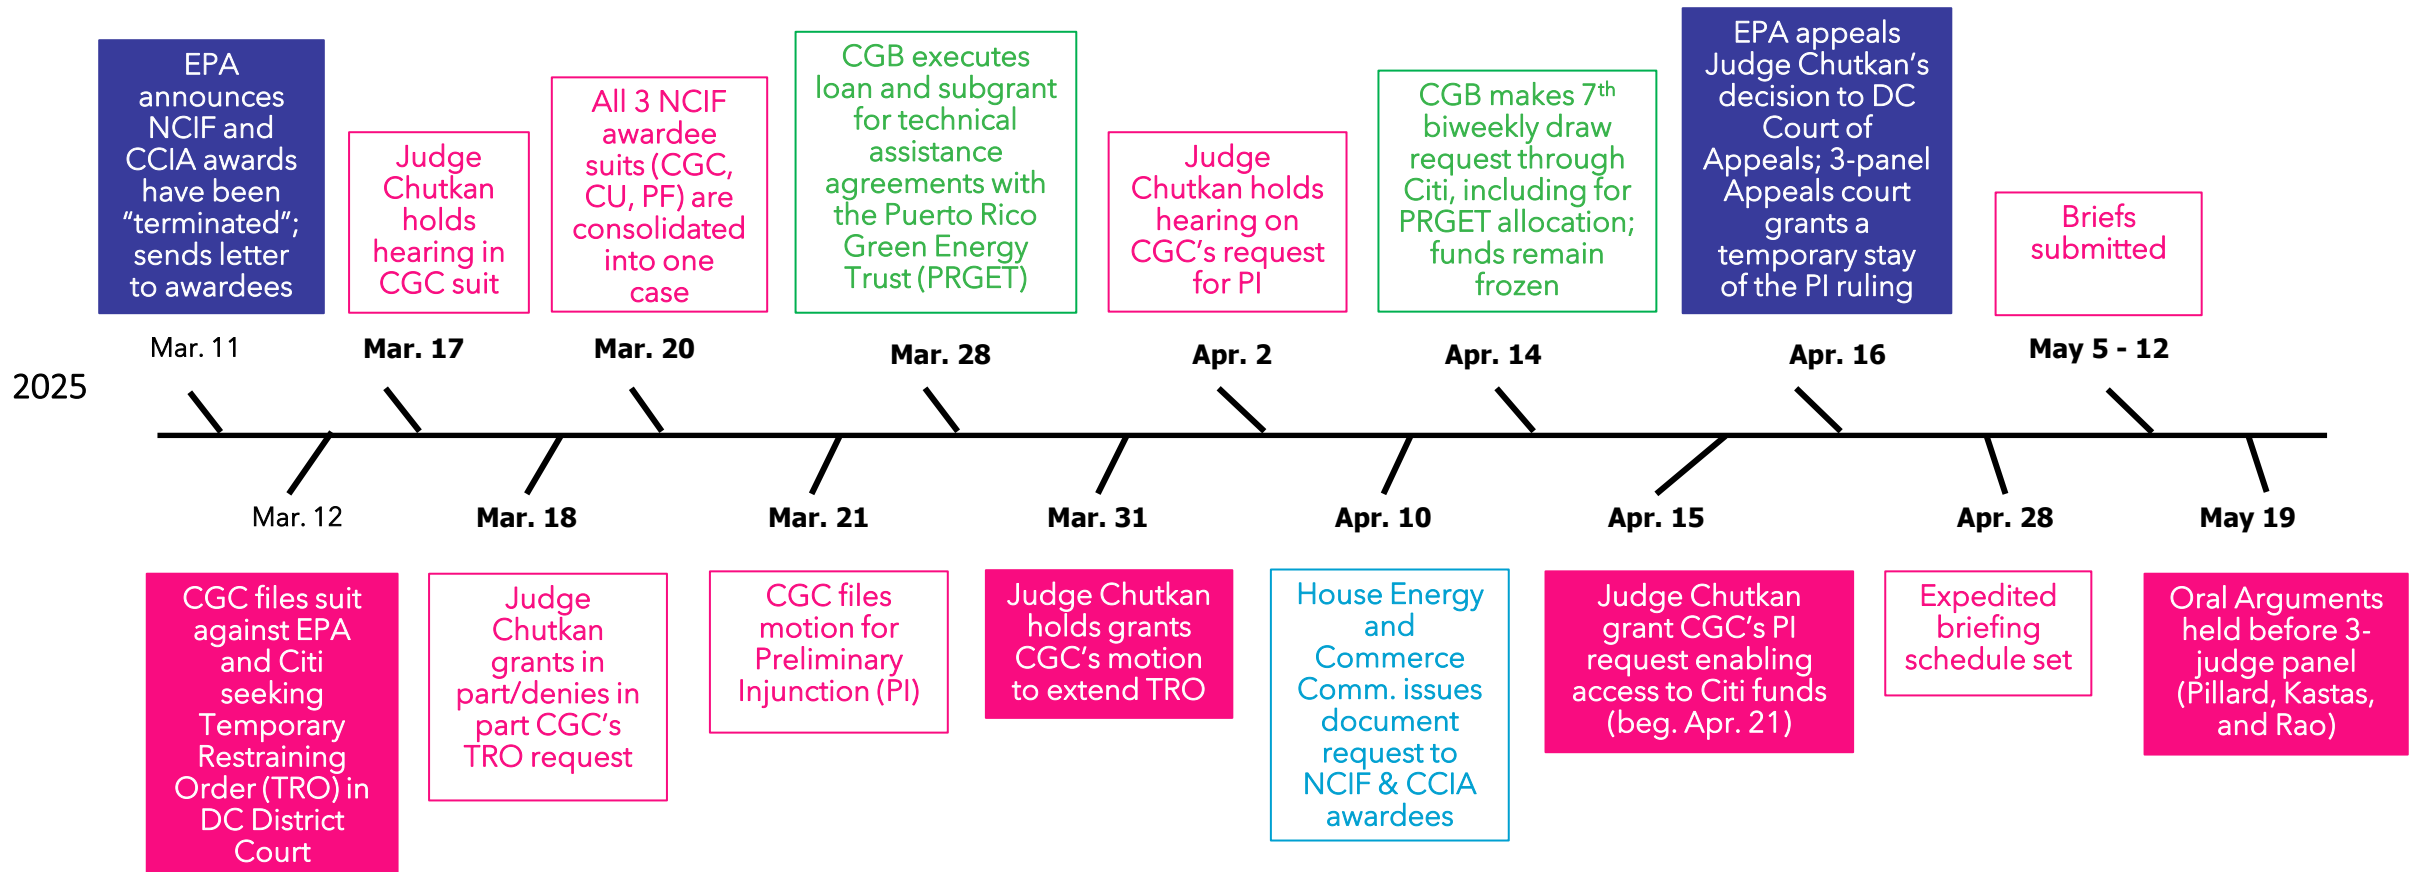 EPA
announces
NCIF and
CCIA awards
have been
“terminated”;
sends letter
to awardees
Judge
Chutkan
holds
hearing in
CGC suit
All 3 NCIF
awardee
suits (CGC,
CU, PF) are
consolidated
into one
case
CGB executes
loan and subgrant
for technical
assistance
agreements with
the Puerto Rico
Green Energy
Trust (PRGET)
Judge
Chutkan holds
hearing on
CGC’s request
for PI
CGB makes 7th
biweekly draw
request through
Citi, including for
PRGET allocation;
funds remain
frozen
EPA appeals
Judge Chutkan’s
decision to DC
Court of
Appeals; 3-panel
Appeals court
grants a
temporary stay
of the PI ruling
Briefs
submitted
Mar. 11
Mar. 17
Mar. 20
Mar. 28
Apr. 2
Apr. 14
Apr. 16
May 5 - 12
2025
Mar. 12
Mar. 18
Mar. 21
Mar. 31
Apr. 10
Apr. 15
Apr. 28
May 19
CGC files suit
against EPA
and Citi
seeking
Temporary
Restraining
Order (TRO) in
DC District
Court
Judge
Chutkan
grants in
part/denies in
part CGC’s
TRO request
CGC files
motion for
Preliminary
Injunction (PI)
Judge Chutkan
holds grants
CGC’s motion
to extend TRO
House Energy
and
Commerce
Comm. issues
document
request to
NCIF & CCIA
awardees
Judge Chutkan
grant CGC’s PI
request enabling
access to Citi funds
(beg. Apr. 21)
Expedited
briefing
schedule set
Oral Arguments
held before 3-
judge panel
(Pillard, Kastas,
and Rao)